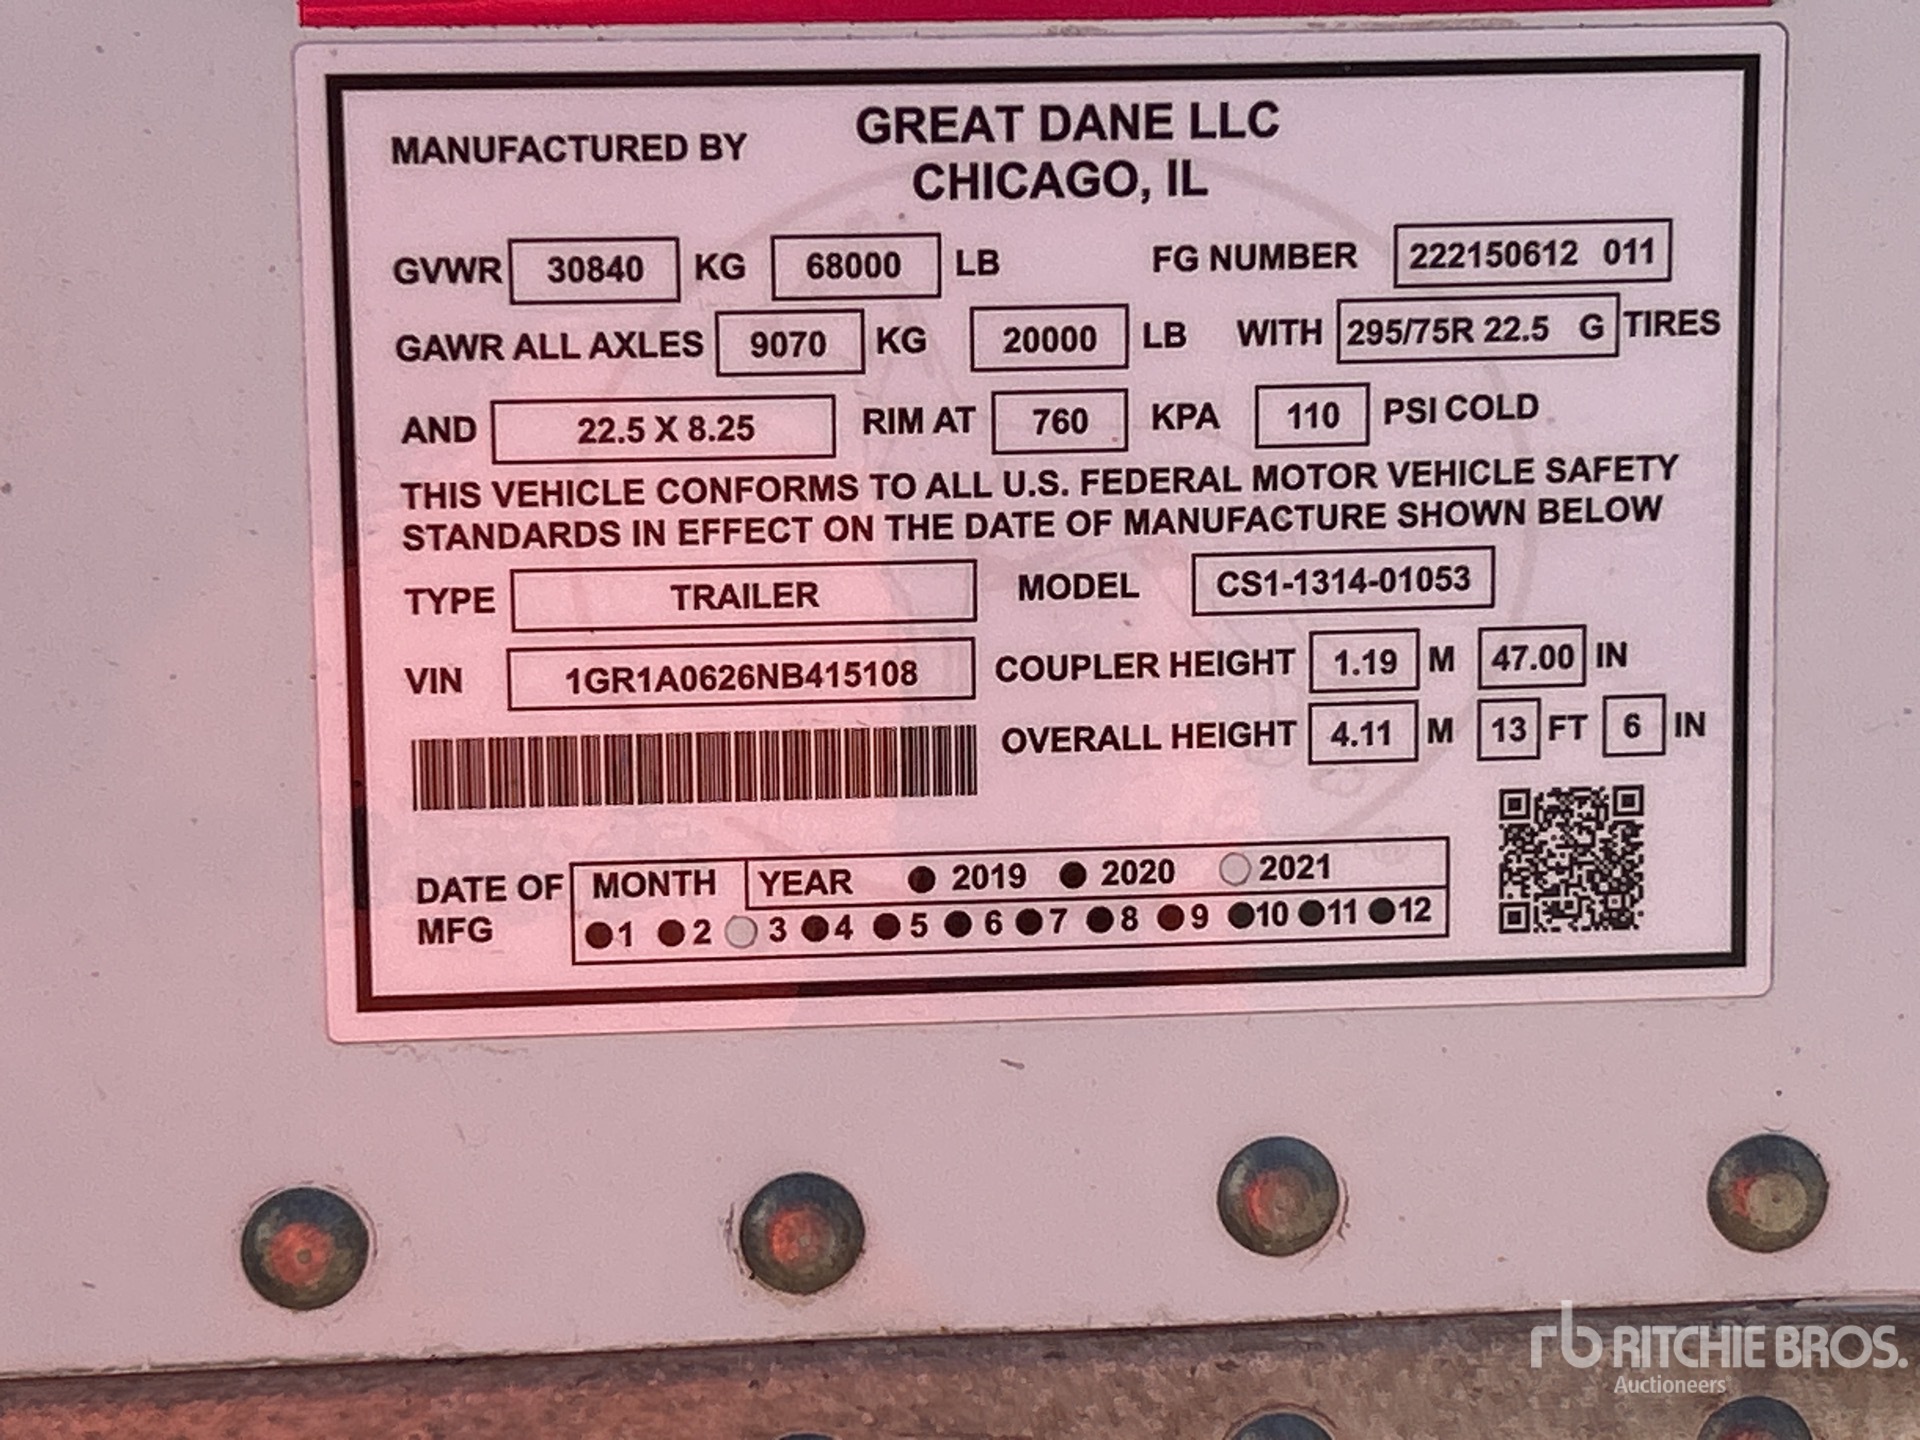 MANUFACTURED BY GREAT DANE LLC
CHICAGO, IL
GVWR 30840 KG 68000 LB FG NUMBER 222150612 011
GAWR ALL AXLES 9070 KG 20000 LB WITH 295/75R 22.5 G TIRES
AND 22.5 X 8.25 RIM AT 760 KPA 110 PSI COLD
THIS VEHICLE CONFORMS TO ALL U.S. FEDERAL MOTOR VEHICLE SAFETY
STANDARDS IN EFFECT ON THE DATE OF MANUFACTURE SHOWN BELOW
TYPE TRAILER MODEL CS1-1314-01053
VIN 1GR1A0626NB415108 COUPLER HEIGHT 1.19 M 47.00 IN
OVERALL HEIGHT 4.11 M 13 FT 6 IN
DATE OF MFG MONTH YEAR 2019 2020 2021
1 2 3 4 5 6 7 8 9 10 11 12
rb RITCHIE BROS.
Auctioneers